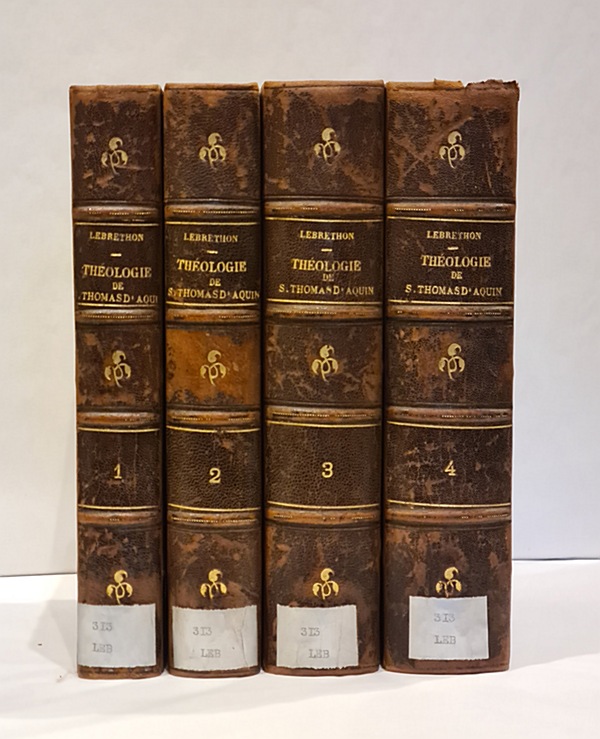 LEBRETHON
THÉOLOGIE
DE
.THOMAS D'AQUI
1
313
LEB
LEBRETHON
THÉOLOGIE
DE
S.THOMAS D'AQUIN
2
313
LEB
LEBRETHON
THÉOLOGIE
DE
S.THOMAS D'AQUIN
3
313
LEB
LEBRETHON
THÉOLOGIE
DE
S.THOMAS D'AQUIN
4
313
LEB